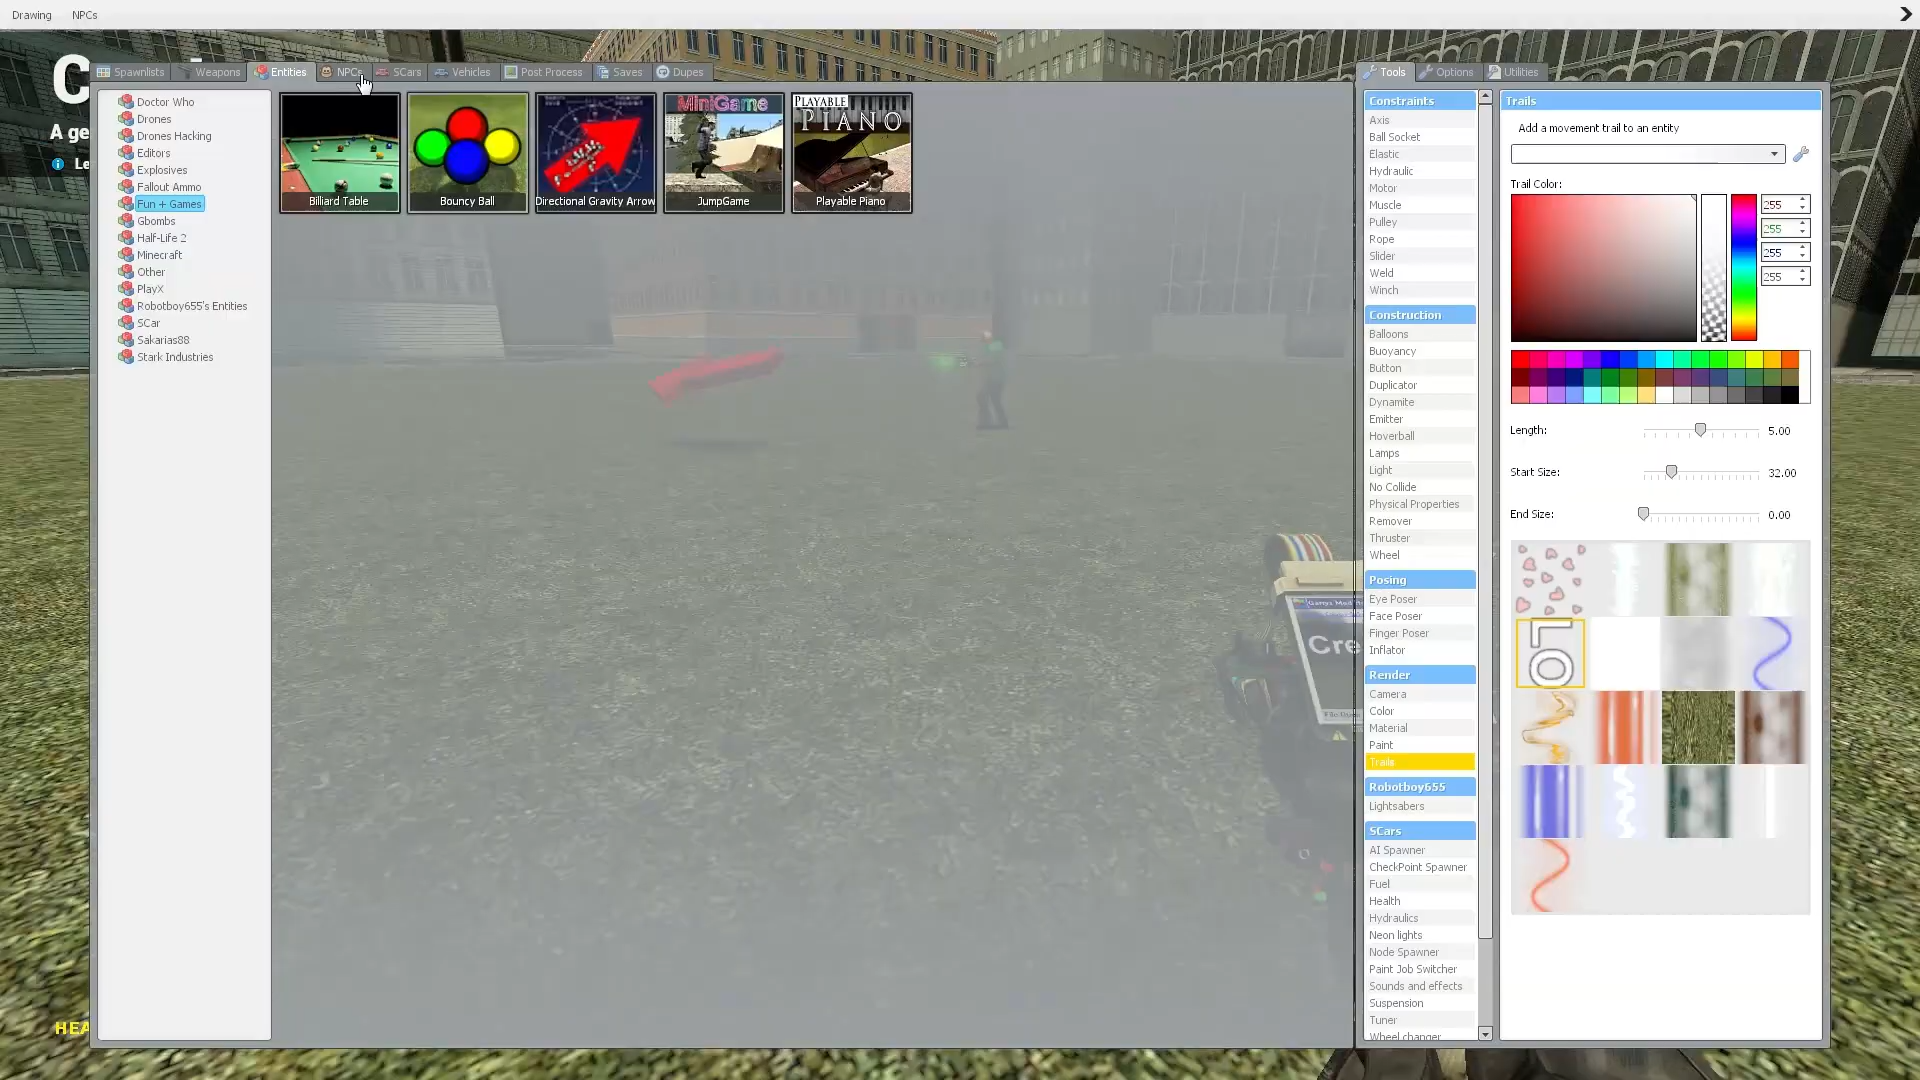 Drawing NPCs
C
A ge
Le
Spawnlists Weapons Entities NPCs SCars Vehicles Post Process Saves Dupes
Doctor Who
Drones
Drones Hacking
Editors
Explosives
Fallout Ammo
Fun + Games
Gbombs
Half-Life 2
Minecraft
Other
PlayX
Robotboy655's Entities
SCar
Sakarias88
Stark Industries
Billiard Table
Bouncy Ball
Directional Gravity Arrow
MiniGame
JumpGame
PLAYABLE
PIANO
Playable Piano
Cre
HEA
Tools Options Utilities
Constraints
Axis
Ball Socket
Elastic
Hydraulic
Motor
Muscle
Pulley
Rope
Slider
Weld
Winch
Construction
Balloons
Buoyancy
Button
Duplicator
Dynamite
Emitter
Hoverball
Lamps
Light
No Collide
Physical Properties
Remover
Thruster
Wheel
Posing
Eye Poser
Face Poser
Finger Poser
Inflator
Render
Camera
Color
Material
Paint
Trails
Robotboy655
Lightsabers
SCars
AI Spawner
CheckPoint Spawner
Fuel
Health
Hydraulics
Neon lights
Node Spawner
Paint Job Switcher
Sounds and effects
Suspension
Tuner
Wheel changer
Trails
Add a movement trail to an entity
Trail Color:
255
255
255
255
Length: 5.00
Start Size: 32.00
End Size: 0.00
LO